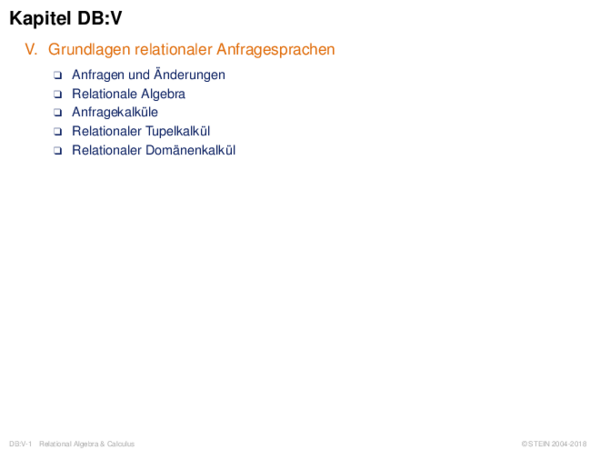 Kapitel DB:V
V. Grundlagen relationaler Anfragesprachen
❑ Anfragen und Änderungen
❑ Relationale Algebra
❑ Anfragekalküle
❑ Relationaler Tupelkalkül
❑ Relationaler Domänenkalkül
DB:V-1 Relational Algebra & Calculus © STEIN 2004-2018